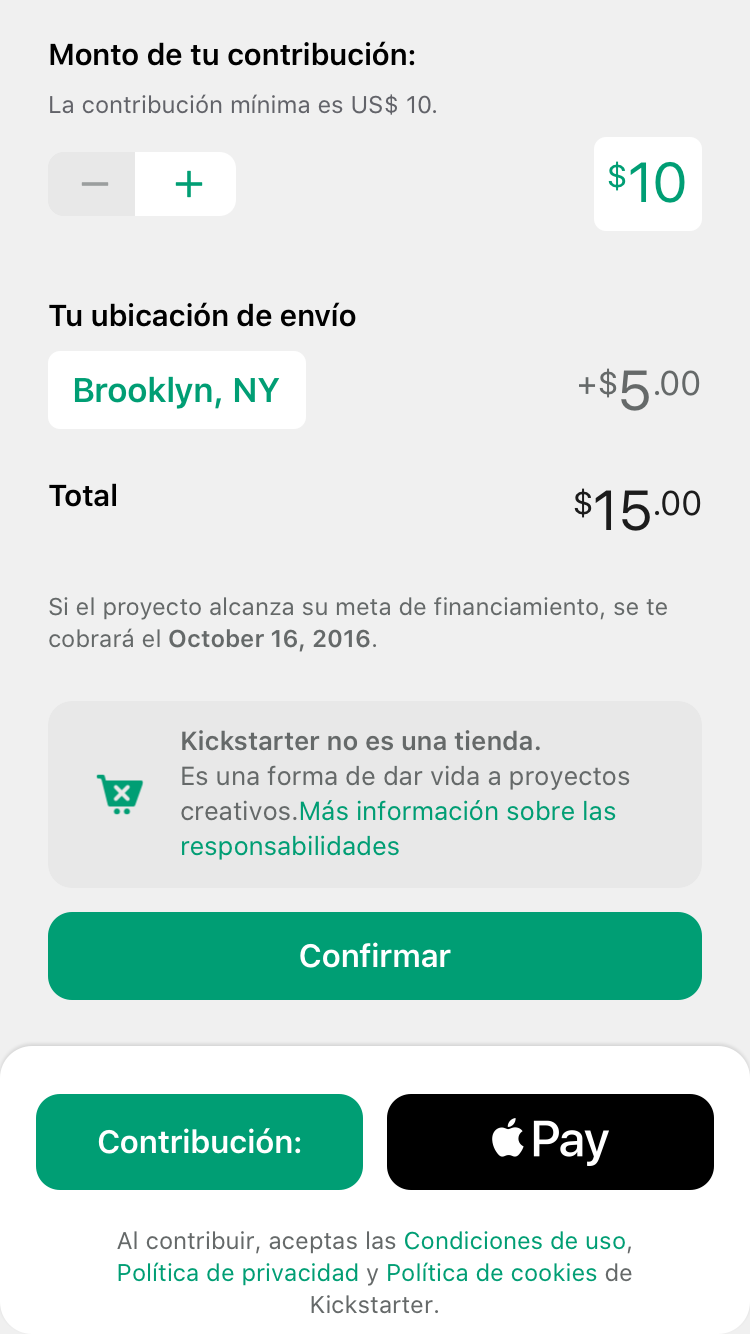 Monto de tu contribución:
La contribución mínima es US$ 10.
− +
$10
Tu ubicación de envío
Brooklyn, NY
+$5.00
Total
$15.00
Si el proyecto alcanza su meta de financiamiento, se te
cobrará el October 16, 2016.
Kickstarter no es una tienda.
Es una forma de dar vida a proyectos
creativos.Más información sobre las
responsabilidades
Confirmar
Contribución:
Pay
Al contribuir, aceptas las Condiciones de uso,
Política de privacidad y Política de cookies de
Kickstarter.